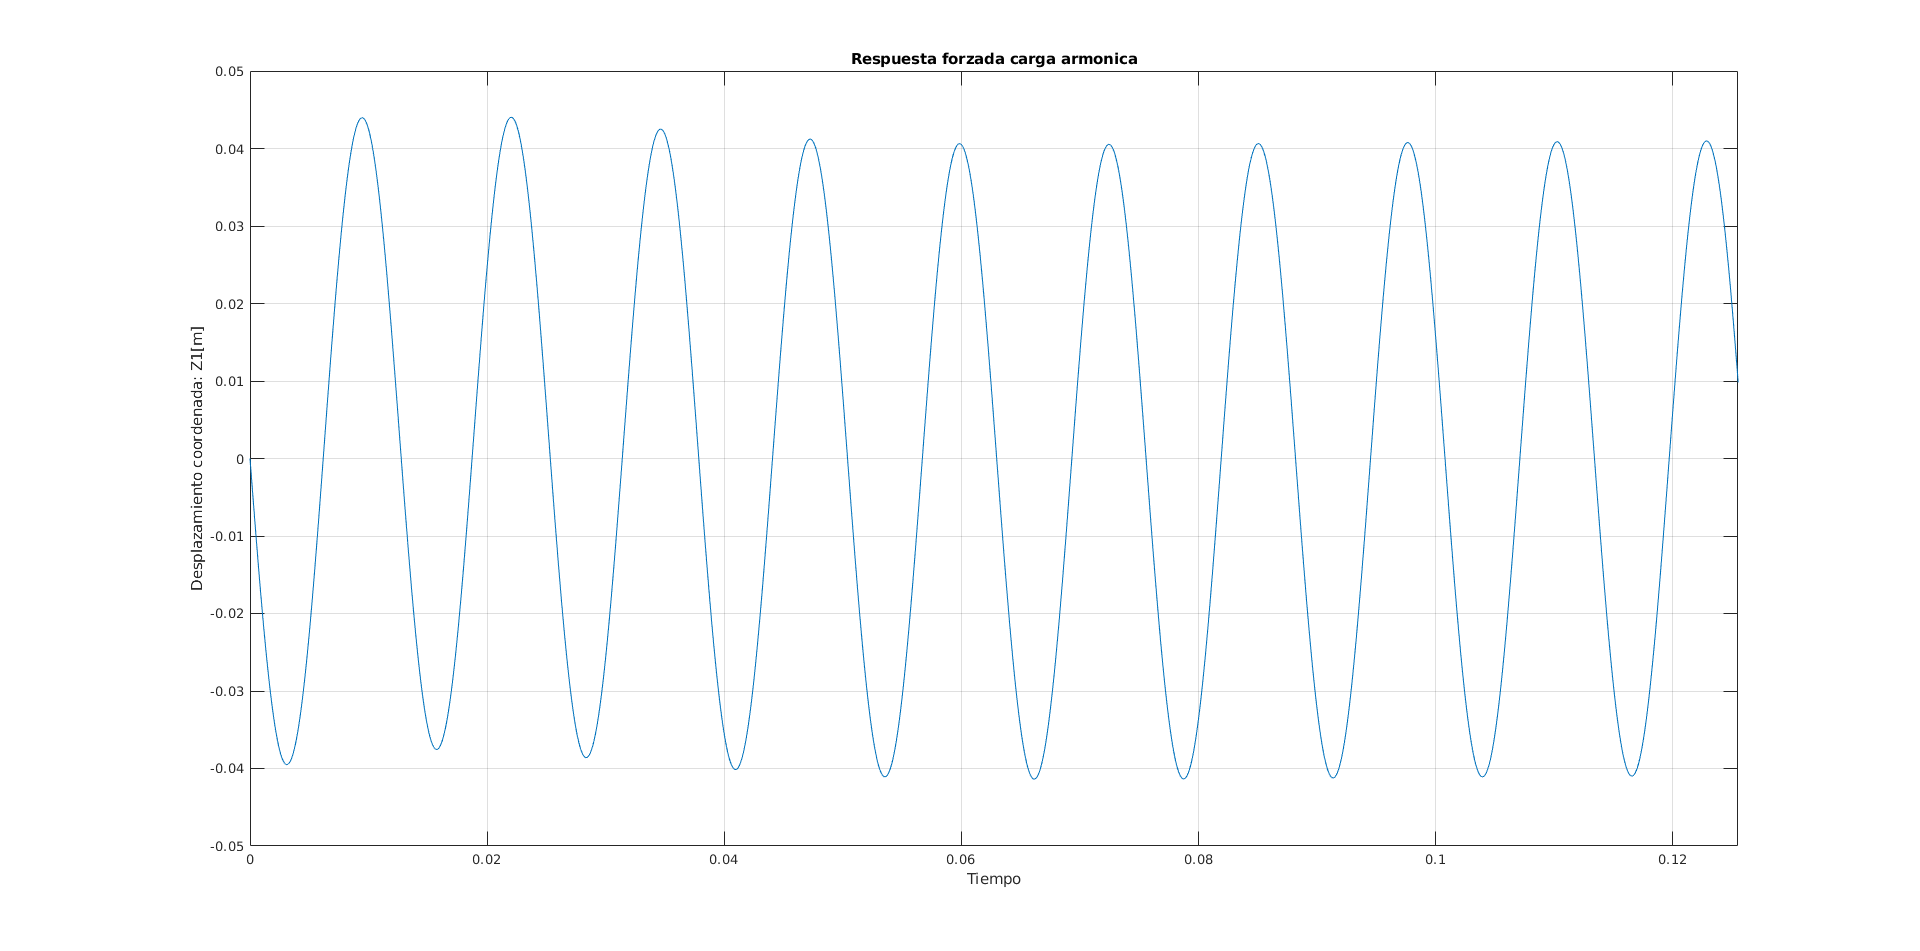 Respuesta forzada carga armonica
0.05
0.04
0.03
0.02
0.01
0
-0.01
-0.02
-0.03
-0.04
-0.05
Desplazamiento coordenada: Z1[m]
0 0.02 0.04 0.06 0.08 0.1 0.12
Tiempo